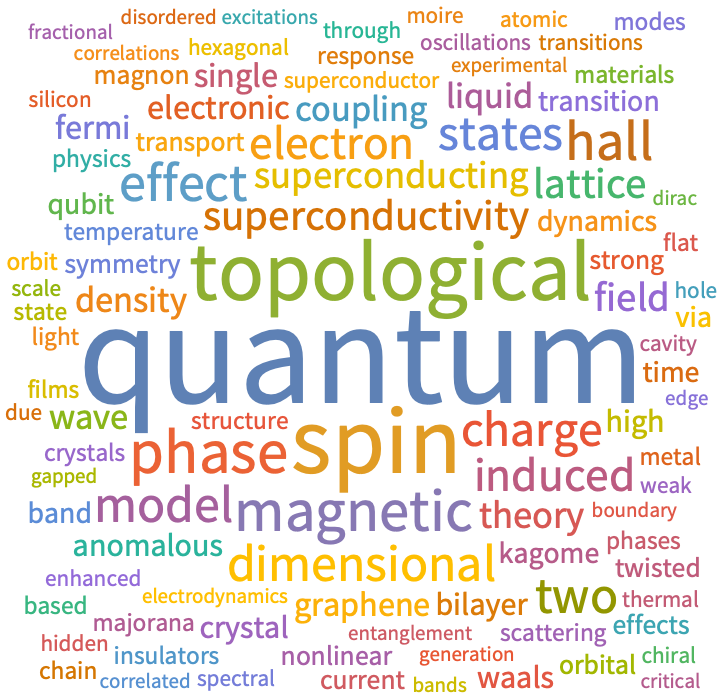 disordered excitations moire atomic modes
fractional through
correlations hexagonal response oscillations transitions
magnon single superconductor experimental materials
silicon electronic coupling liquid transition
fermi transport electron states hall
physics effect superconducting lattice
qubit superconductivity dynamics dirac
temperature flat
orbit symmetry topological strong
scale density field hole
state via
light quantum cavity
films time
due wave structure spin charge high edge
crystals phase induced metal
gapped weak
band model magnetic theory boundary
anomalous dimensional kagome phases
enhanced twisted
based electrodynamics graphene bilayer two thermal
majorana crystal entanglement scattering effects
hidden insulators nonlinear generation orbital chiral
chain correlated spectral current bands waals critical